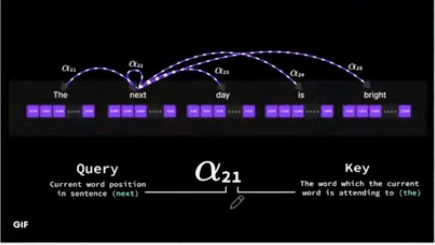 α21 α22 α23 α24 α25
The next day is bright
Query α21 Key
Current word position
in sentence (next)
The word which the current
word is attending to (the)
GIF